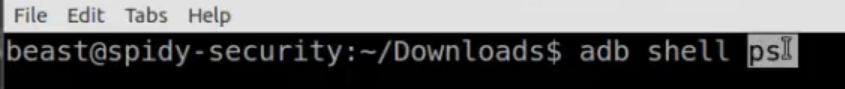 File Edit Tabs Help
beast@spidy-security:~/Downloads$ adb shell ps